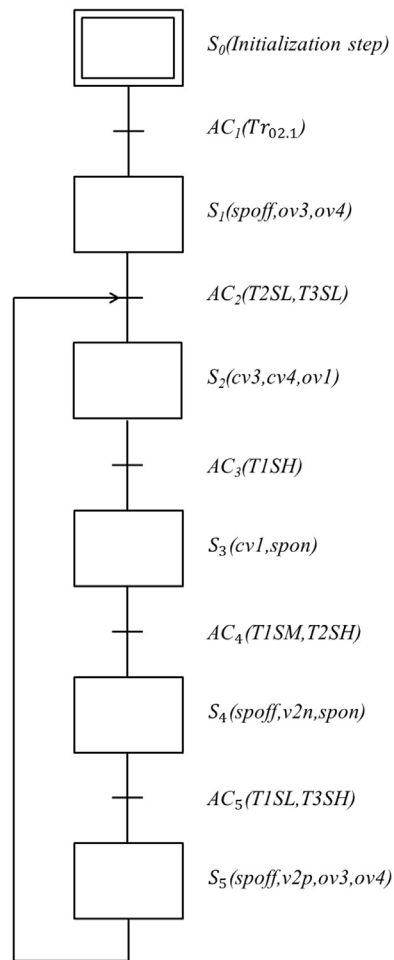 S₀(Initialization step)
AC₁(Tr₀₂.₁)
S₁(spoff,ov3,ov4)
AC₂(T2SL,T3SL)
S₂(cv3,cv4,ov1)
AC₃(T1SH)
S₃(cv1,spon)
AC₄(T1SM,T2SH)
S₄(spoff,v2n,spon)
AC₅(T1SL,T3SH)
S₅(spoff,v2p,ov3,ov4)